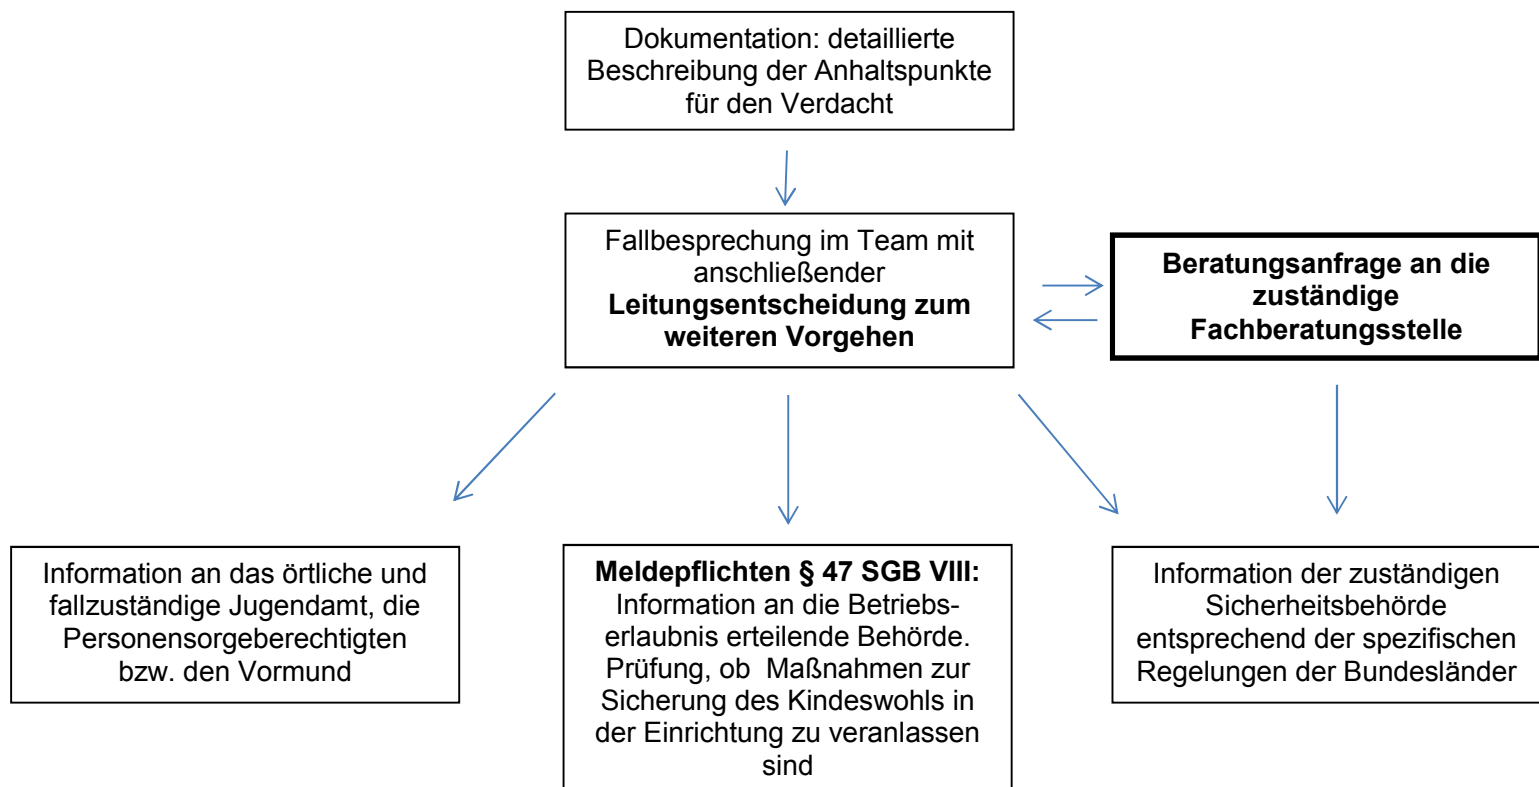 Dokumentation: detaillierte
Beschreibung der Anhaltspunkte
für den Verdacht
Fallbesprechung im Team mit
anschließender
Leitungsentscheidung zum
weiteren Vorgehen
Beratungsanfrage an die
zuständige
Fachberatungsstelle
Information an das örtliche und
fallzuständige Jugendamt, die
Personensorgeberechtigten
bzw. den Vormund
Meldepflichten § 47 SGB VIII:
Information an die Betriebs-
erlaubnis erteilende Behörde.
Prüfung, ob  Maßnahmen zur
Sicherung des Kindeswohls in
der Einrichtung zu veranlassen
sind
Information der zuständigen
Sicherheitsbehörde
entsprechend der spezifischen
Regelungen der Bundesländer